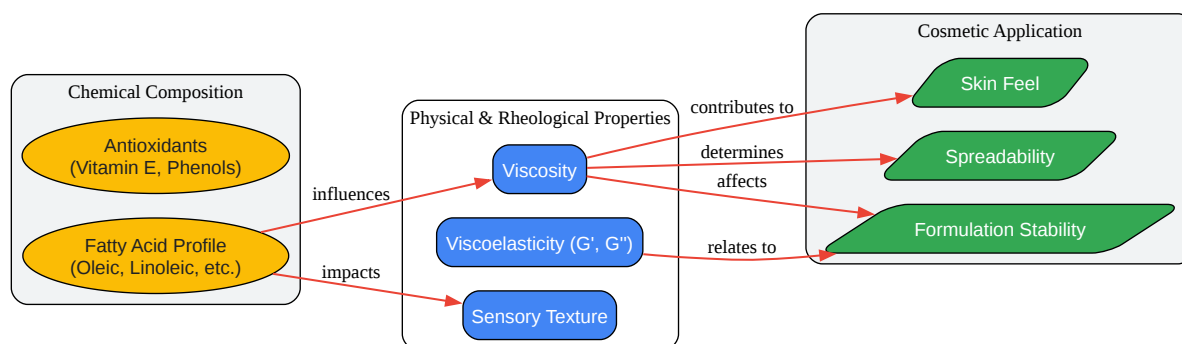 Chemical Composition
Antioxidants
(Vitamin E, Phenols)
Fatty Acid Profile
(Oleic, Linoleic, etc.)
influences
impacts
Physical & Rheological Properties
Viscosity
Viscoelasticity (G', G'')
Sensory Texture
contributes to
determines
affects
relates to
Cosmetic Application
Skin Feel
Spreadability
Formulation Stability